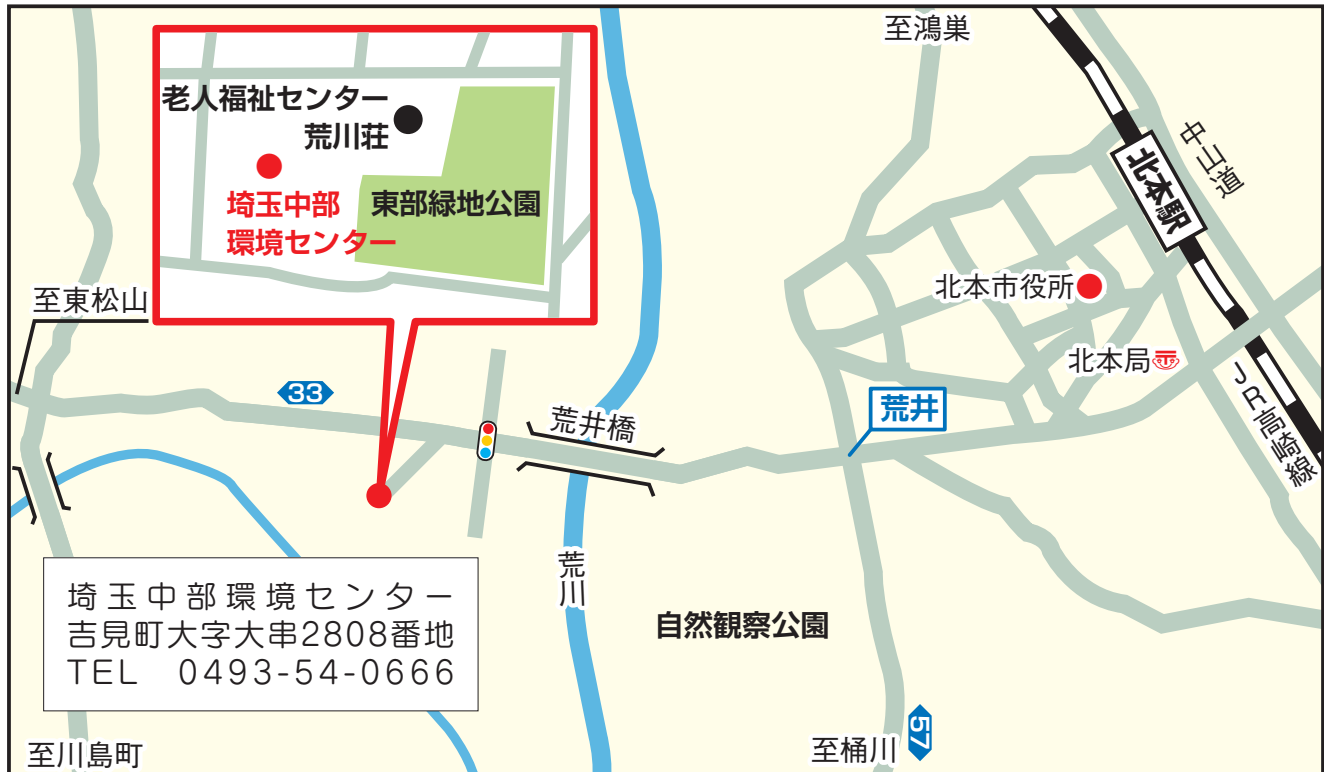 至鴻巣
中山道
北本駅
老人福祉センター
荒川荘
埼玉中部
環境センター
東部緑地公園
至東松山
北本市役所
北本局
JR高崎線
33
荒井橋
荒井
荒川
自然観察公園
埼玉中部環境センター
吉見町大字大串2808番地
TEL 0493-54-0666
至川島町
至桶川
57